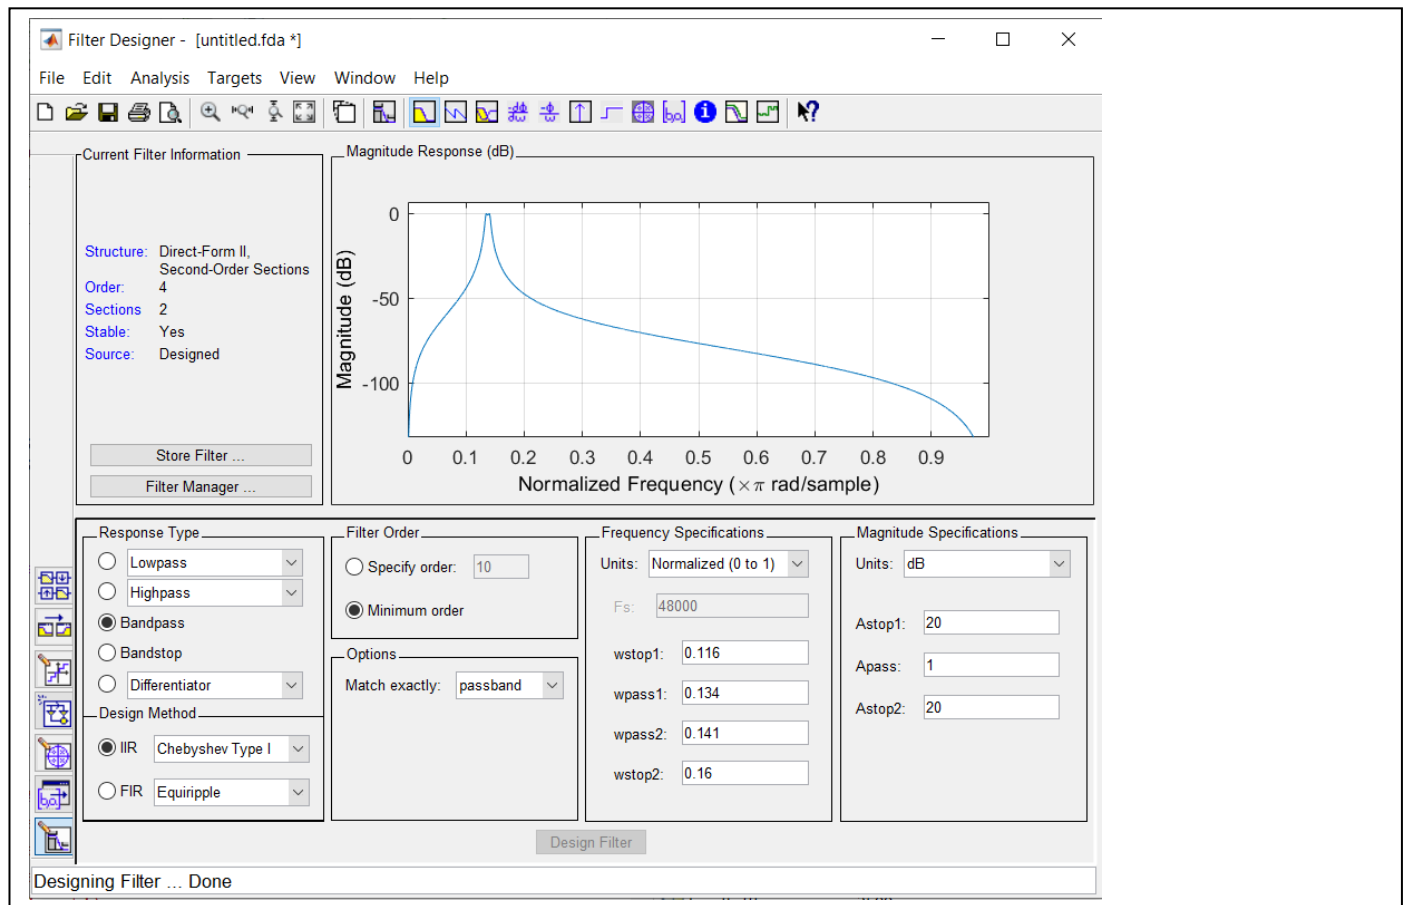 Filter Designer - [untitled.fda *]
File Edit Analysis Targets View Window Help
Current Filter Information
Structure: Direct-Form II,
Second-Order Sections
Order: 4
Sections 2
Stable: Yes
Source: Designed
Store Filter ...
Filter Manager ...
Magnitude Response (dB)
Magnitude (dB)
0
-50
-100
0 0.1 0.2 0.3 0.4 0.5 0.6 0.7 0.8 0.9
Normalized Frequency (×π rad/sample)
Response Type
Lowpass
Highpass
Bandpass
Bandstop
Differentiator
Design Method
IIR Chebyshev Type I
FIR Equiripple
Filter Order
Specify order: 10
Minimum order
Options
Match exactly: passband
Frequency Specifications
Units: Normalized (0 to 1)
Fs: 48000
wstop1: 0.116
wpass1: 0.134
wpass2: 0.141
wstop2: 0.16
Magnitude Specifications
Units: dB
Astop1: 20
Apass: 1
Astop2: 20
Design Filter
Designing Filter ... Done